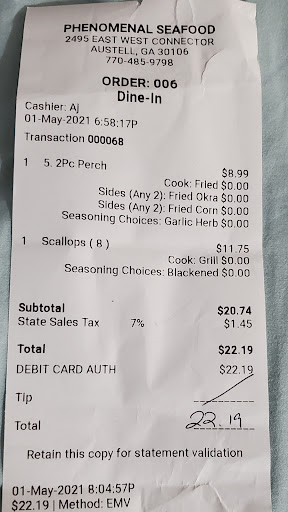 PHENOMENAL SEAFOOD
2495 EAST WEST CONNECTOR
AUSTELL, GA 30106
770-485-9798
ORDER: 006
Dine-In
Cashier: Aj
01-May-2021 6:58:17P
Transaction 000068
1 5. 2Pc Perch $8.99
Cook: Fried $0.00
Sides (Any 2): Fried Okra $0.00
Sides (Any 2): Fried Corn $0.00
Seasoning Choices: Garlic Herb $0.00
1 Scallops ( 8 ) $11.75
Cook: Grill $0.00
Seasoning Choices: Blackened $0.00
Subtotal $20.74
State Sales Tax 7% $1.45
Total $22.19
DEBIT CARD AUTH $22.19
Tip
Total 22.19
Retain this copy for statement validation
01-May-2021 8:04:57P
$22.19 | Method: EMV